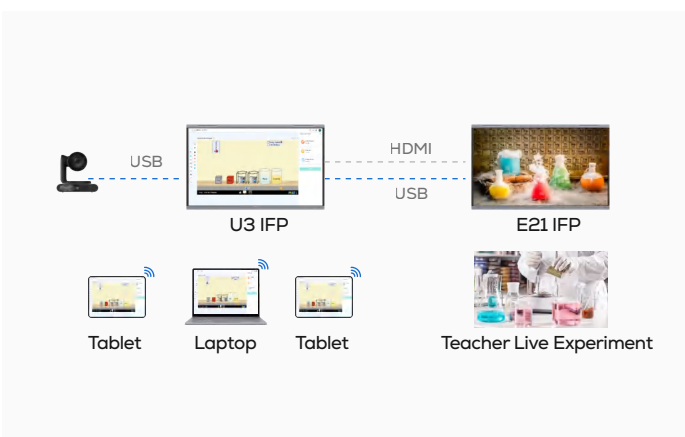 USB
HDMI
USB
U3 IFP
E21 IFP
Tablet
Laptop
Tablet
Teacher Live Experiment